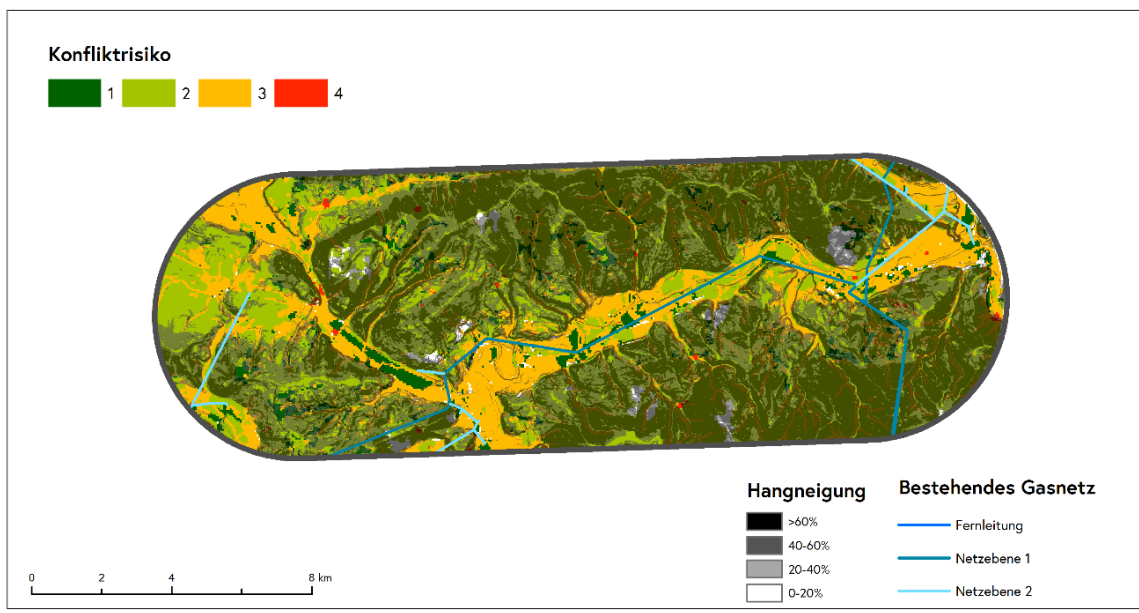 Konfliktrisiko
1 2 3 4
Hangneigung
>60%
40-60%
20-40%
0-20%
Bestehendes Gasnetz
Fernleitung
Netzebene 1
Netzebene 2
0 2 4 8 km